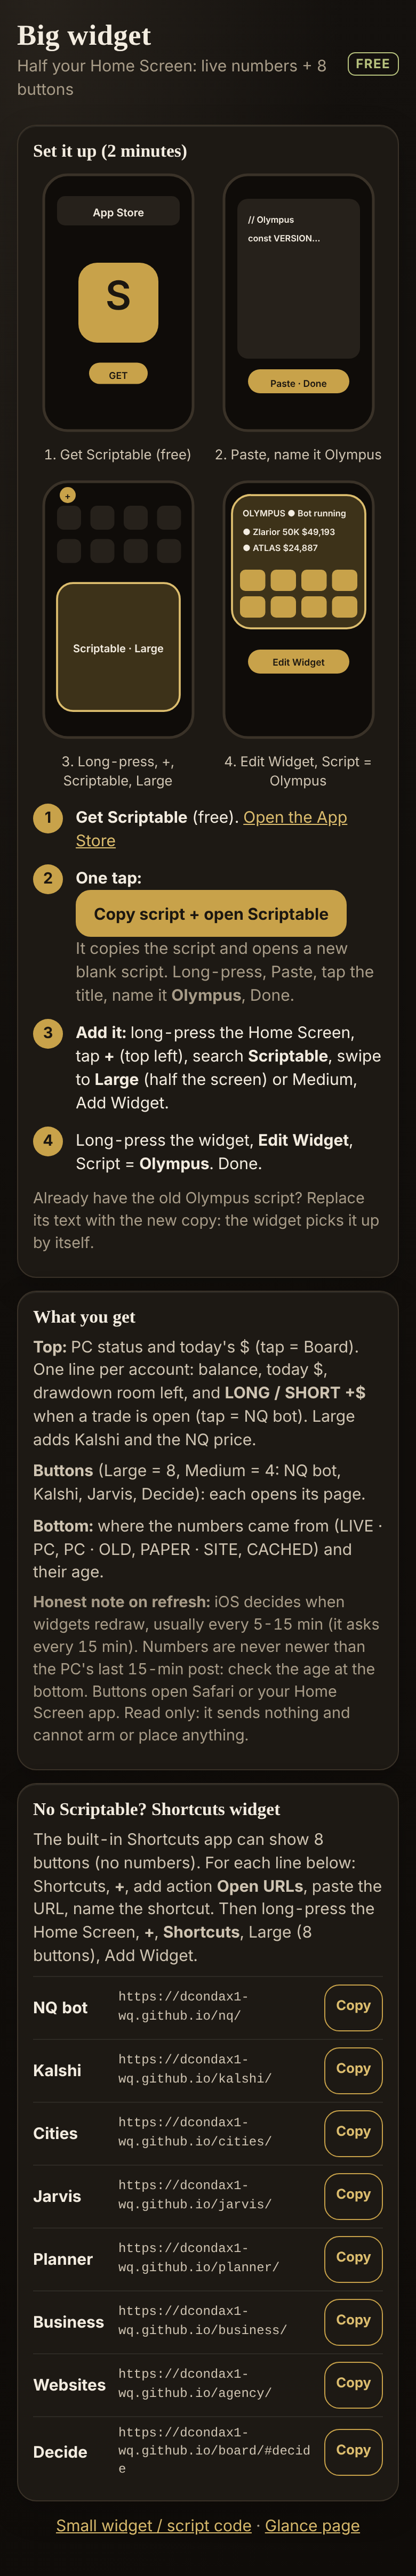 Big widget
Half your Home Screen: live numbers + 8
buttons
FREE
Set it up (2 minutes)
App Store
S
GET
1. Get Scriptable (free)
// Olympus
const VERSION...
Paste · Done
2. Paste, name it Olympus
+
Scriptable · Large
3. Long-press, +,
Scriptable, Large
OLYMPUS ● Bot running
● Zlarior 50K $49,193
● ATLAS $24,887
Edit Widget
4. Edit Widget, Script =
Olympus
1
Get Scriptable (free). Open the App
Store
2
One tap:
Copy script + open Scriptable
It copies the script and opens a new
blank script. Long-press, Paste, tap the
title, name it Olympus, Done.
3
Add it: long-press the Home Screen,
tap + (top left), search Scriptable, swipe
to Large (half the screen) or Medium,
Add Widget.
4
Long-press the widget, Edit Widget,
Script = Olympus. Done.
Already have the old Olympus script? Replace
its text with the new copy: the widget picks it up
by itself.
What you get
Top: PC status and today's $ (tap = Board).
One line per account: balance, today $,
drawdown room left, and LONG / SHORT +$
when a trade is open (tap = NQ bot). Large
adds Kalshi and the NQ price.
Buttons (Large = 8, Medium = 4: NQ bot,
Kalshi, Jarvis, Decide): each opens its page.
Bottom: where the numbers came from (LIVE ·
PC, PC · OLD, PAPER · SITE, CACHED) and
their age.
Honest note on refresh: iOS decides when
widgets redraw, usually every 5-15 min (it asks
every 15 min). Numbers are never newer than
the PC's last 15-min post: check the age at the
bottom. Buttons open Safari or your Home
Screen app. Read only: it sends nothing and
cannot arm or place anything.
No Scriptable? Shortcuts widget
The built-in Shortcuts app can show 8
buttons (no numbers). For each line below:
Shortcuts, +, add action Open URLs, paste the
URL, name the shortcut. Then long-press the
Home Screen, +, Shortcuts, Large (8
buttons), Add Widget.
NQ bot
https://dcondax1-
wq.github.io/nq/
Copy
Kalshi
https://dcondax1-
wq.github.io/kalshi/
Copy
Cities
https://dcondax1-
wq.github.io/cities/
Copy
Jarvis
https://dcondax1-
wq.github.io/jarvis/
Copy
Planner
https://dcondax1-
wq.github.io/planner/
Copy
Business
https://dcondax1-
wq.github.io/business/
Copy
Websites
https://dcondax1-
wq.github.io/agency/
Copy
Decide
https://dcondax1-
wq.github.io/board/#decid
e
Copy
Small widget / script code · Glance page